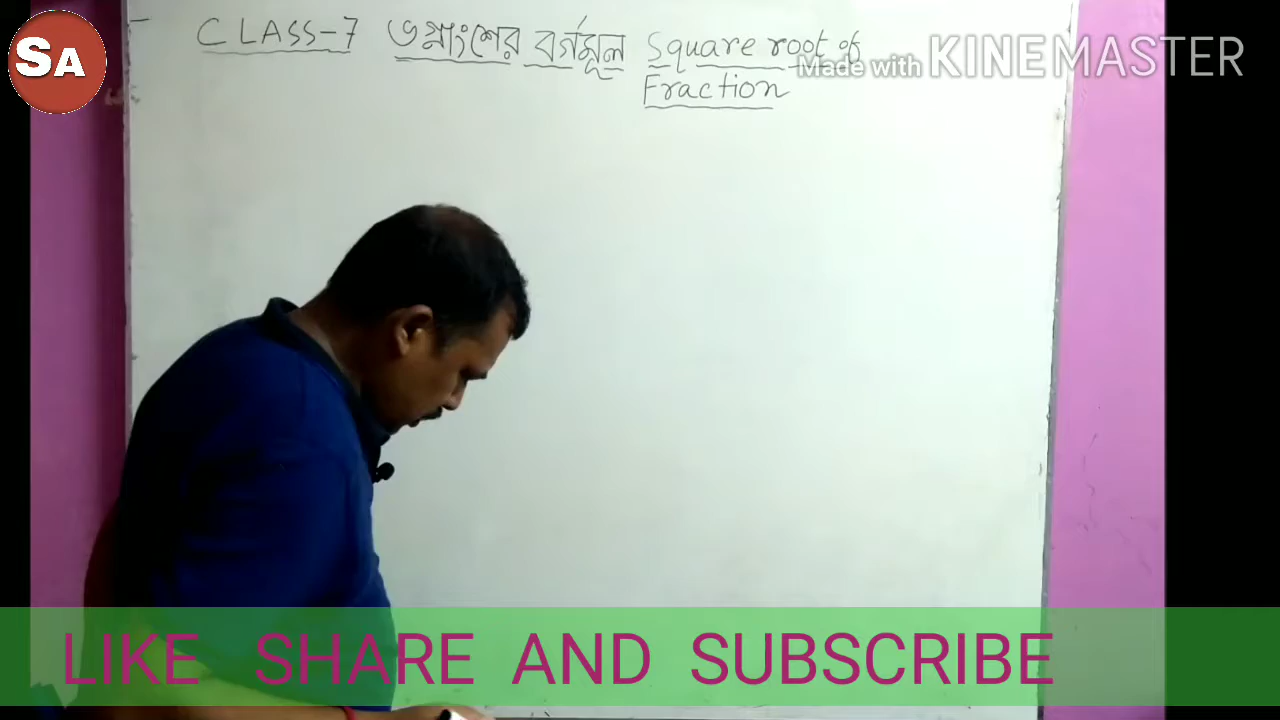 SA
CLASS-7 ভগ্নাংশের বর্গমূল Square root of
Fraction
Made with KINEMASTER
LIKE SHARE AND SUBSCRIBE